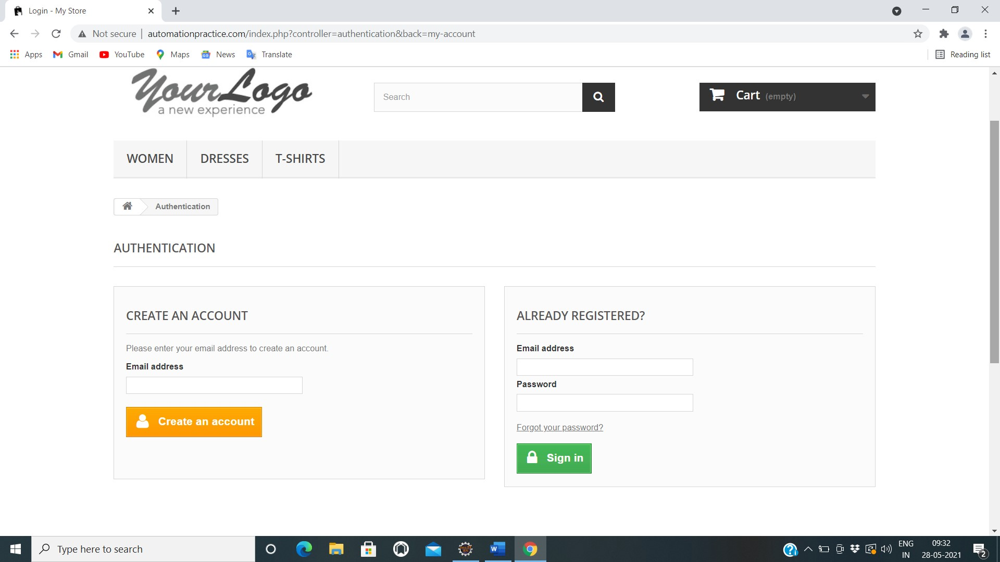 Login - My Store
Not secure | automationpractice.com/index.php?controller=authentication&back=my-account
Apps Gmail YouTube Maps News Translate Reading list
YourLogo
a new experience
Search
Cart (empty)
WOMEN DRESSES T-SHIRTS
Authentication
AUTHENTICATION
CREATE AN ACCOUNT
Please enter your email address to create an account.
Email address
Create an account
ALREADY REGISTERED?
Email address
Password
Forgot your password?
Sign in
Type here to search
ENG
IN
09:32
28-05-2021
2